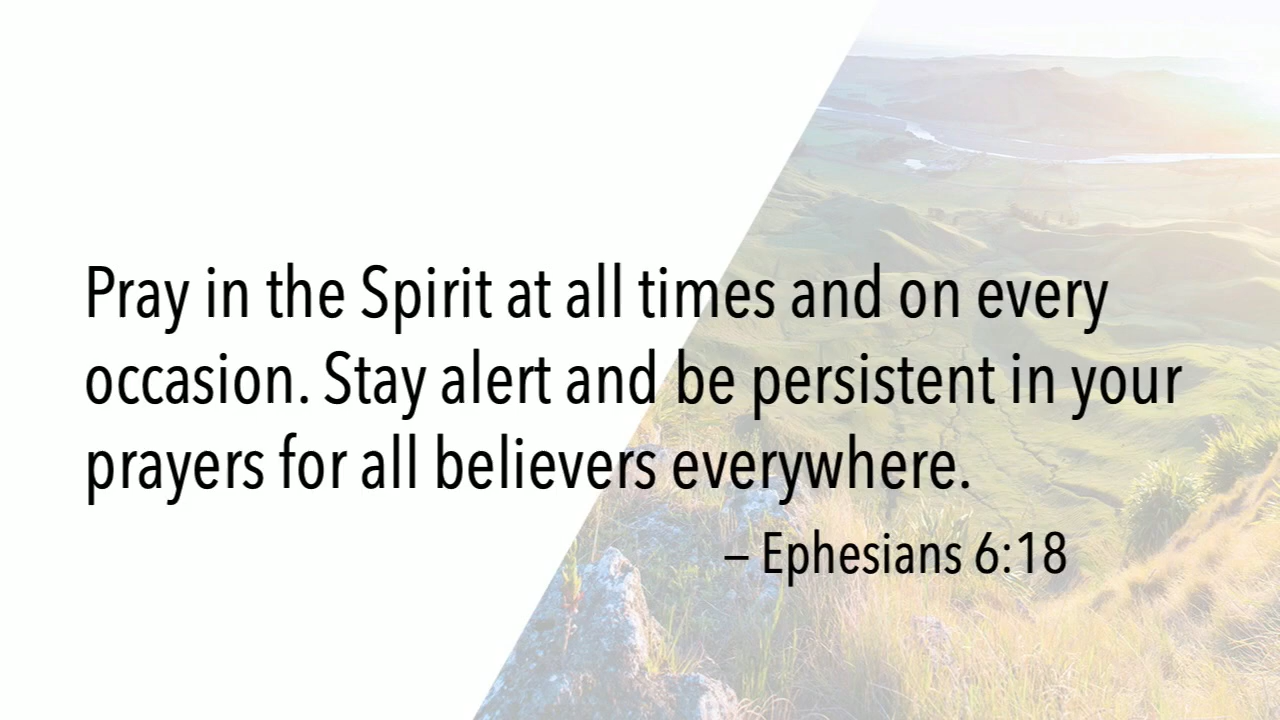 Pray in the Spirit at all times and on every
occasion. Stay alert and be persistent in your
prayers for all believers everywhere.
– Ephesians 6:18